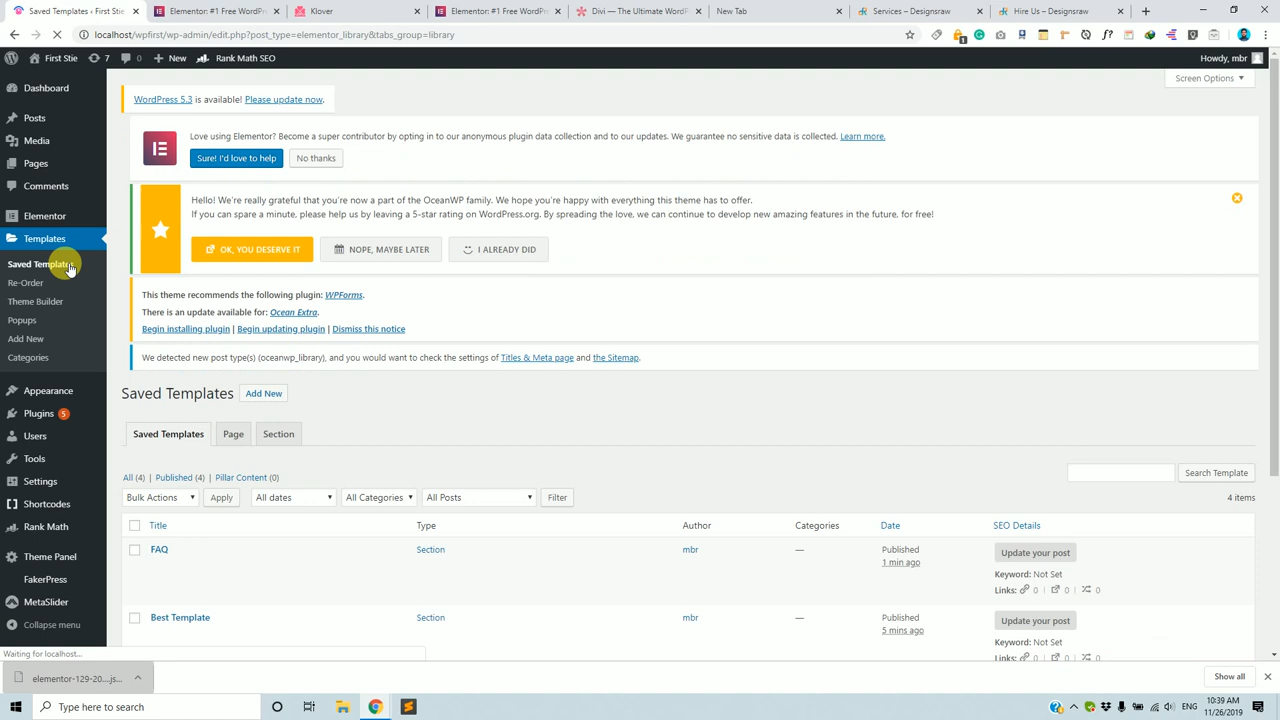 Saved Templates ‹ First Stie
Elementor #1 Free WordPr
Klover
Elementor: #1 Free WordPr
Divi — The Ultimate WordPr
New Tab
Services – Designsraw
Hire Us – Designsraw
localhost/wpfirst/wp-admin/edit.php?post_type=elementor_library&tabs_group=library
First Stie 7 0 New Rank Math SEO
Howdy, mbr
Screen Options
Dashboard
Posts
Media
Pages
Comments
Elementor
Templates
Saved Templates
Re-Order
Theme Builder
Popups
Add New
Categories
Appearance
Plugins 5
Users
Tools
Settings
Shortcodes
Rank Math
Theme Panel
FakerPress
MetaSlider
Collapse menu
WordPress 5.3 is available! Please update now.
Love using Elementor? Become a super contributor by opting in to our anonymous plugin data collection and to our updates. We guarantee no sensitive data is collected. Learn more.
Sure! I'd love to help No thanks
Hello! We're really grateful that you're now a part of the OceanWP family. We hope you're happy with everything this theme has to offer.
If you can spare a minute, please help us by leaving a 5-star rating on WordPress.org. By spreading the love, we can continue to develop new amazing features in the future, for free!
OK, YOU DESERVE IT NOPE, MAYBE LATER I ALREADY DID
This theme recommends the following plugin: WPForms.
There is an update available for: Ocean Extra.
Begin installing plugin | Begin updating plugin | Dismiss this notice
We detected new post type(s) (oceanwp_library), and you would want to check the settings of Titles & Meta page and the Sitemap.
Saved Templates Add New
Saved Templates Page Section
All (4) | Published (4) | Pillar Content (0)
Search Template
Bulk Actions Apply All dates All Categories All Posts Filter
4 items
Title Type Author Categories Date SEO Details
FAQ Section mbr — Published
1 min ago
Update your post
Keyword: Not Set
Links: 0 | 0 | 0
Best Template Section mbr — Published
5 mins ago
Update your post
Keyword: Not Set
Links: 0 | 0 | 0
Waiting for localhost...
elementor-129-20....js...
Show all
Type here to search
ENG
10:39 AM
11/26/2019